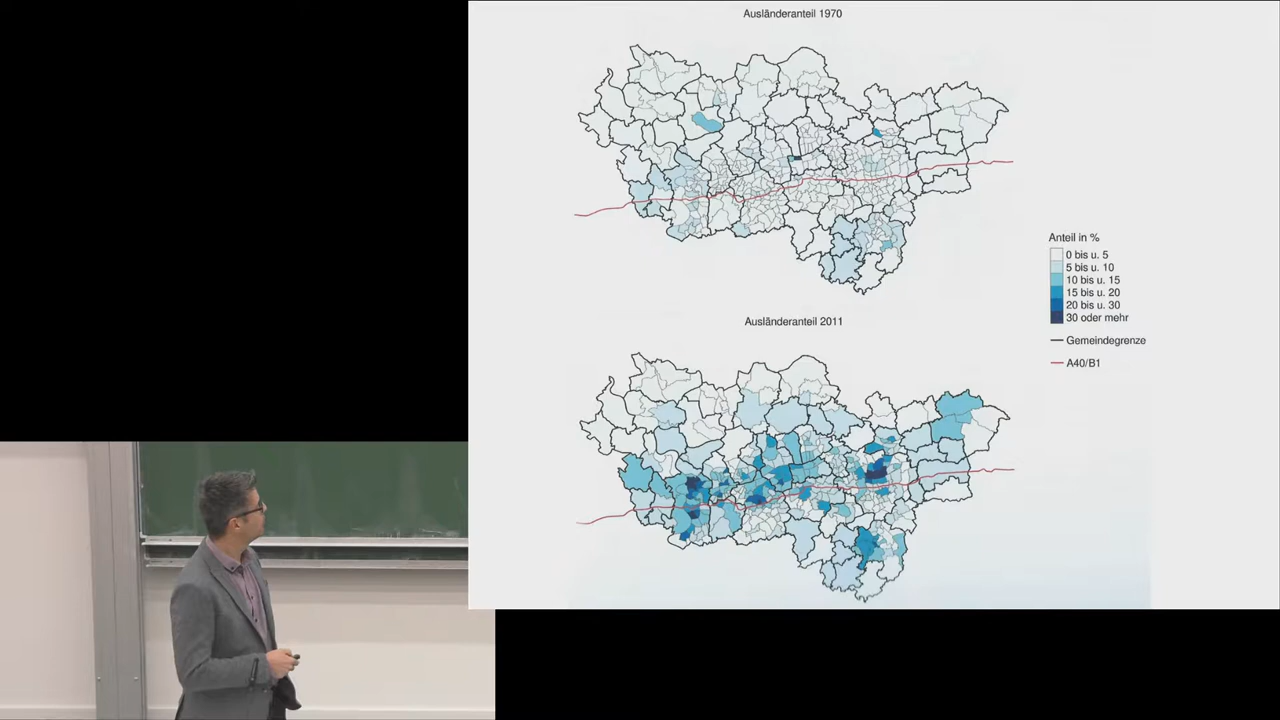 Ausländeranteil 1970
Anteil in %
0 bis u. 5
5 bis u. 10
10 bis u. 15
15 bis u. 20
20 bis u. 30
30 oder mehr
Gemeindegrenze
A40/B1
Ausländeranteil 2011